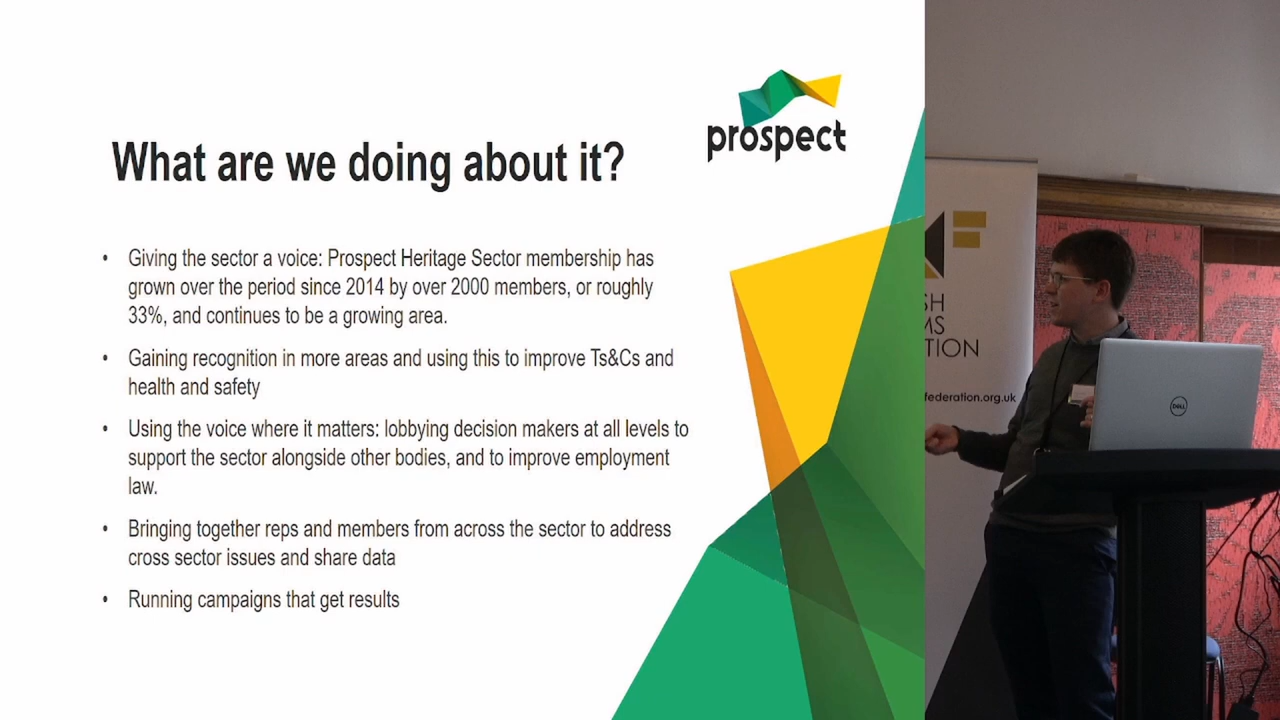 prospect
What are we doing about it?
• Giving the sector a voice: Prospect Heritage Sector membership has
grown over the period since 2014 by over 2000 members, or roughly
33%, and continues to be a growing area.
• Gaining recognition in more areas and using this to improve Ts&Cs and
health and safety
• Using the voice where it matters: lobbying decision makers at all levels to
support the sector alongside other bodies, and to improve employment
law.
• Bringing together reps and members from across the sector to address
cross sector issues and share data
• Running campaigns that get results
F
SH
MS
TION
federation.org.uk
DELL